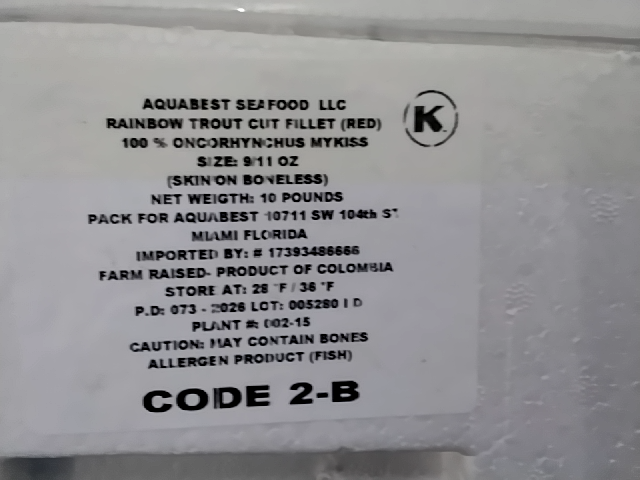 AQUABEST SEAFOOD LLC
RAINBOW TROUT CUT FILLET (RED)
K
100 % ONCORHYNCHUS MYKISS
SIZE: 9/11 OZ
(SKIN ON BONELESS)
NET WEIGTH: 10 POUNDS
PACK FOR AQUABEST 10711 SW 104th ST
MIAMI FLORIDA
IMPORTED BY: # 17393486666
FARM RAISED- PRODUCT OF COLOMBIA
STORE AT: 28 °F / 36 °F
P.D: 073 - 2026 LOT: 005280
PLANT #: 002-15
CAUTION: MAY CONTAIN BONES
ALLERGEN PRODUCT (FISH)
CODE 2-B